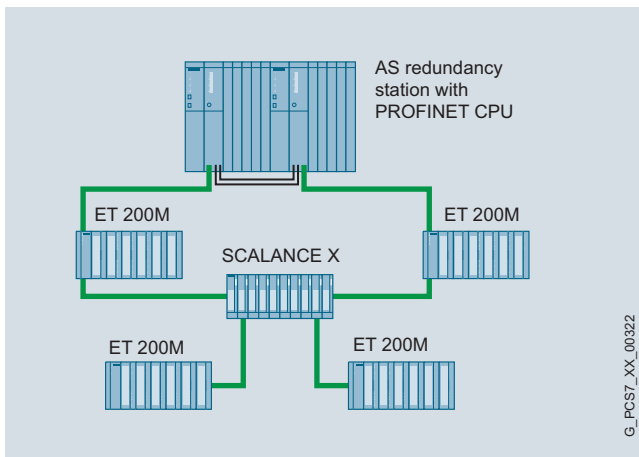 AS redundancy
station with
PROFINET CPU
ET 200M
ET 200M
SCALANCE X
ET 200M
ET 200M
G_PCS7_XX_00322